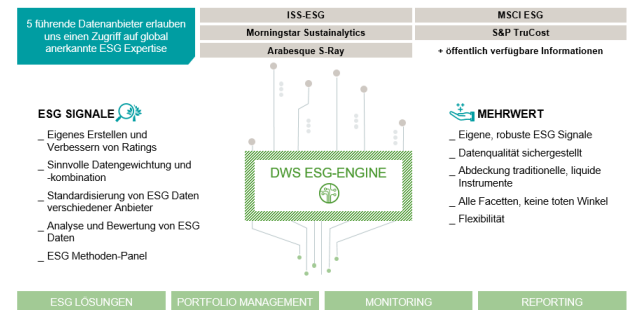 5 führende Datenanbieter erlauben
uns einen Zugriff auf global
anerkannte ESG Expertise
ISS-ESG
MSCI ESG
Morningstar Sustainalytics
S&P TruCost
Arabesque S-Ray
+ öffentlich verfügbare Informationen
ESG SIGNALE
_ Eigenes Erstellen und
Verbessern von Ratings
_ Sinnvolle Datengewichtung und
-kombination
_ Standardisierung von ESG Daten
verschiedener Anbieter
_ Analyse und Bewertung von ESG
Daten
_ ESG Methoden-Panel
DWS ESG-ENGINE
MEHRWERT
_ Eigene, robuste ESG Signale
_ Datenqualität sichergestellt
_ Abdeckung traditionelle, liquide
Instrumente
_ Alle Facetten, keine toten Winkel
_ Flexibilität
ESG LÖSUNGEN
PORTFOLIO MANAGEMENT
MONITORING
REPORTING